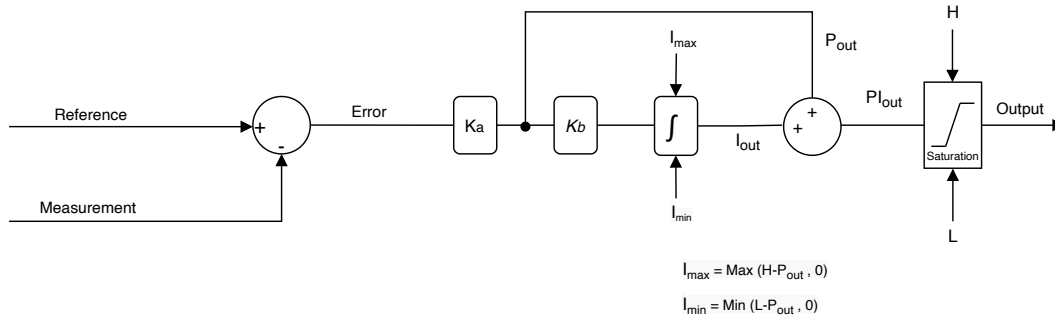 H
I_max
P_out
Reference
+
-
Error
Ka
Kb
∫
I_out
+
+
PI_out
Saturation
Output
Measurement
I_min
L
I_max = Max (H-P_out , 0)
I_min = Min (L-P_out , 0)